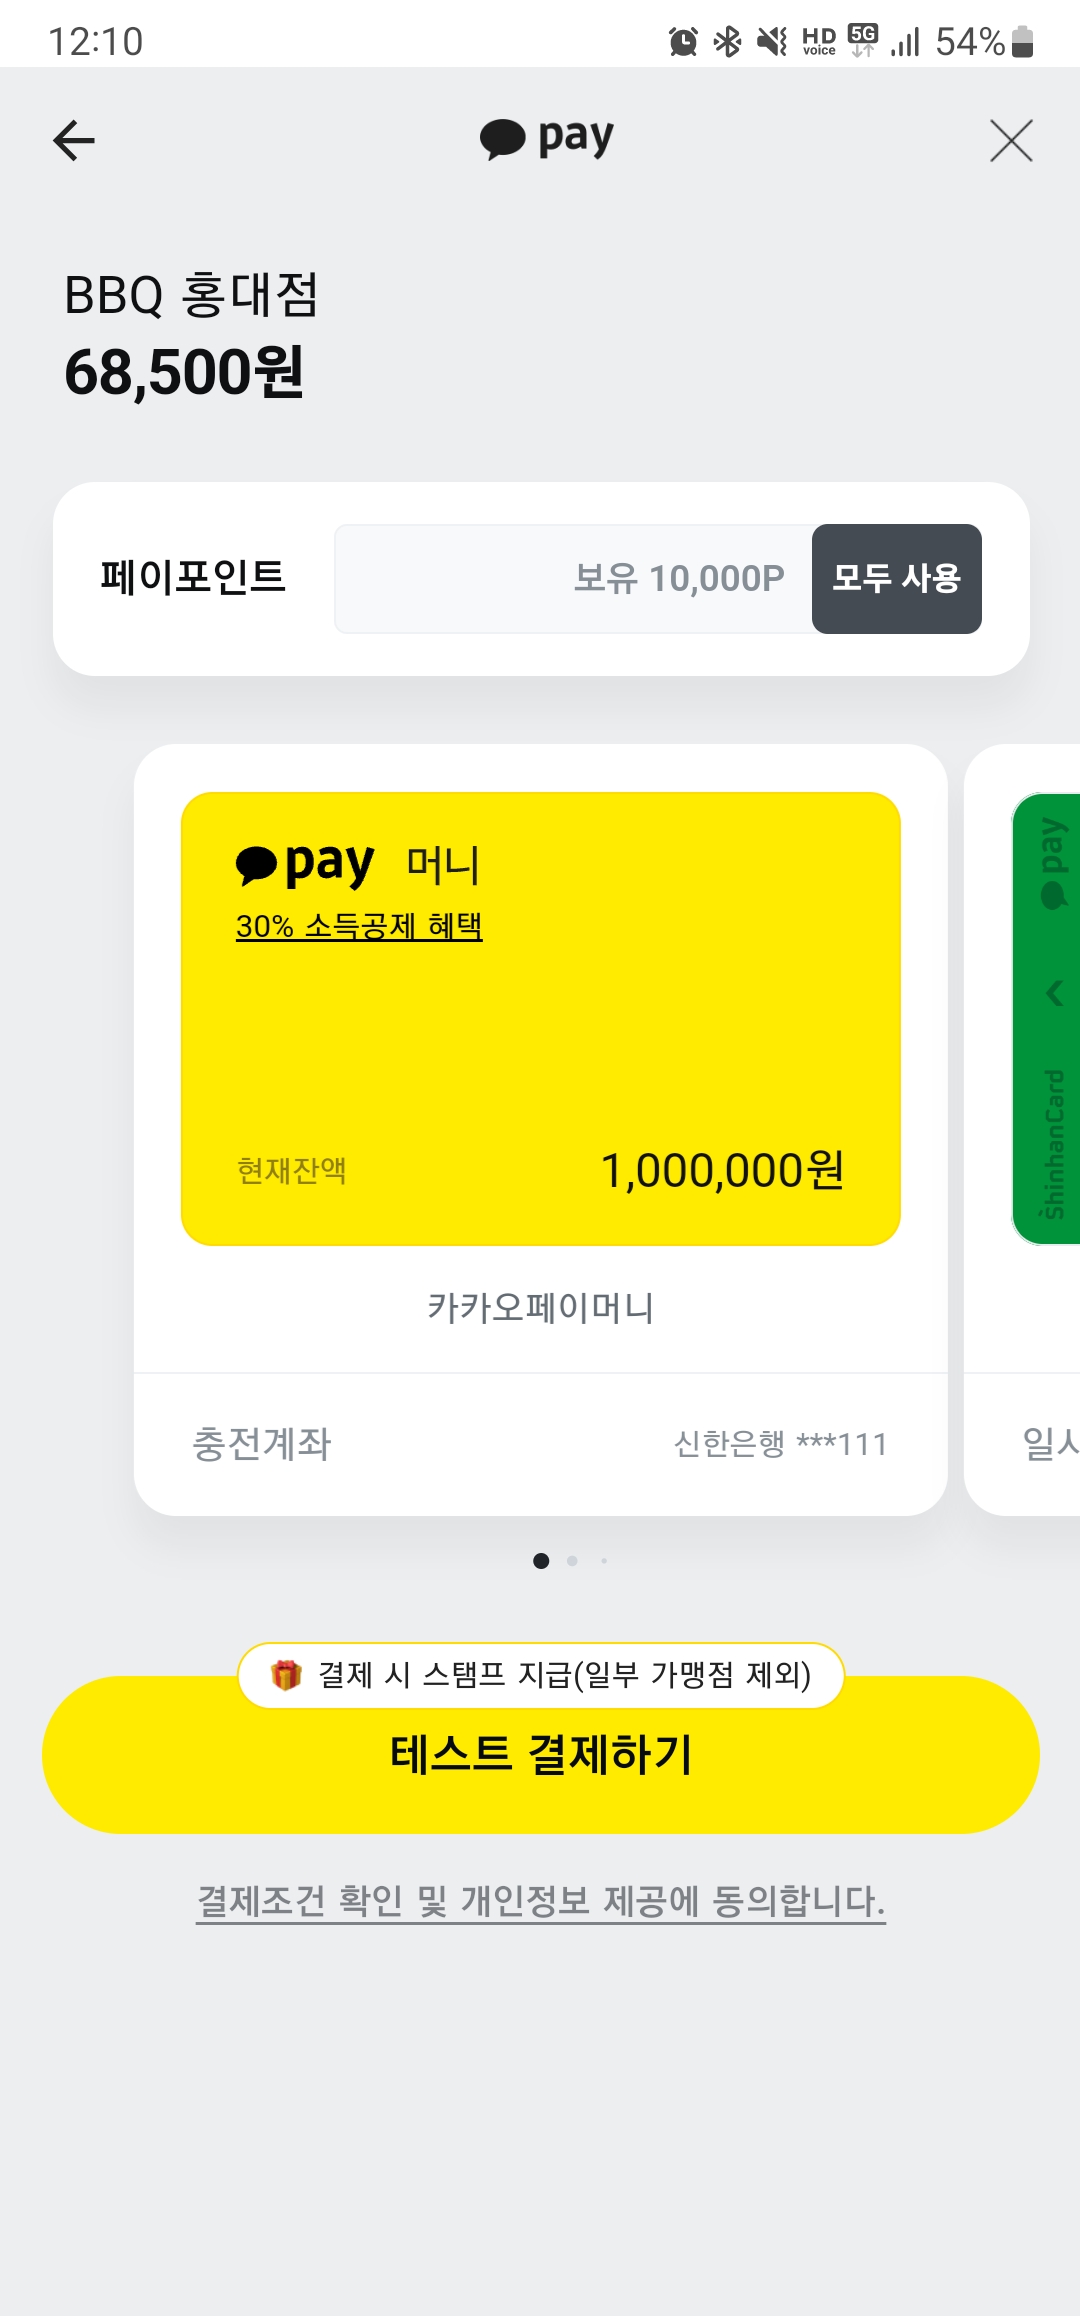 12:10 HD voice 5G 54%
pay
BBQ 홍대점
68,500원
페이포인트 보유 10,000P 모두 사용
pay 머니
30% 소득공제 혜택
현재잔액 1,000,000원
카카오페이머니
충전계좌 신한은행 ***111
pay
ShinhanCard
일시
결제 시 스탬프 지급(일부 가맹점 제외)
테스트 결제하기
결제조건 확인 및 개인정보 제공에 동의합니다.